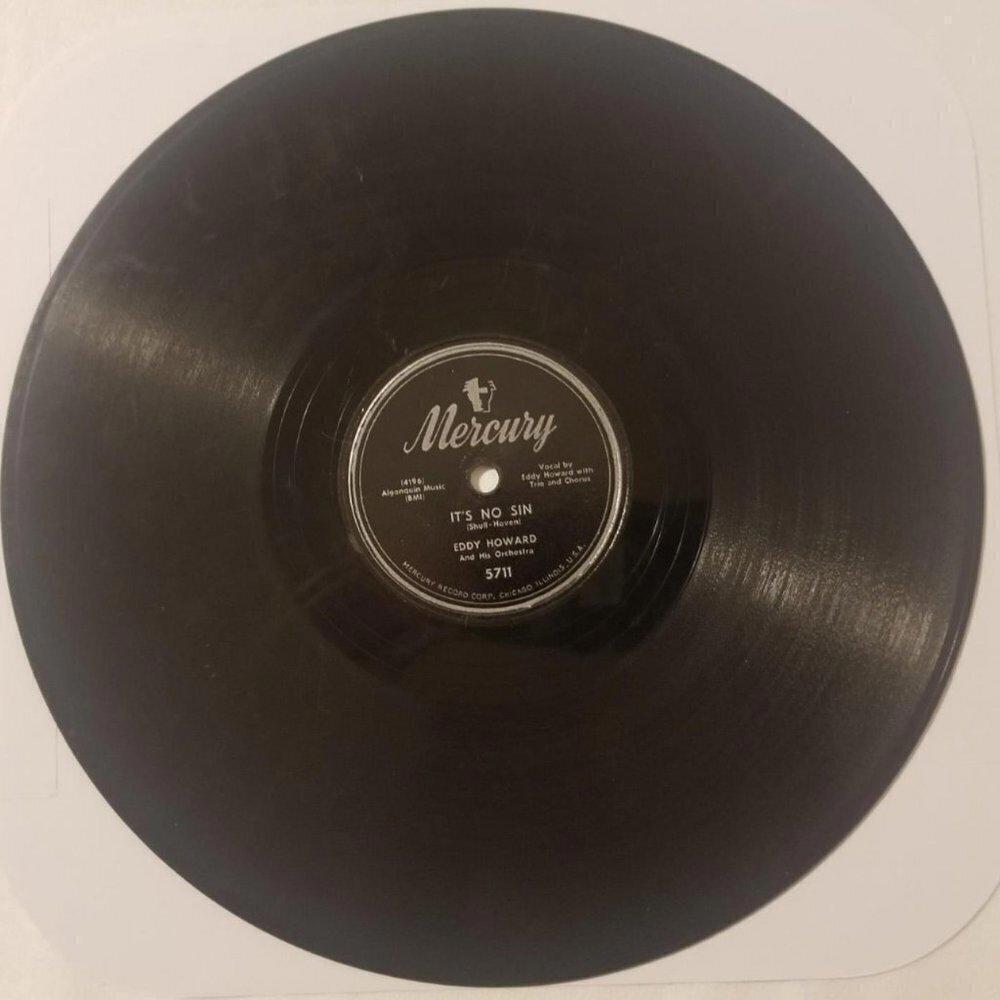 Mercury
(4196)
Algonquin Music
(BMI)
Vocal by
Eddy Howard with
Trio and Chorus
IT'S NO SIN
(Shull-Hoven)
EDDY HOWARD
And His Orchestra
5711
MERCURY RECORD CORP. CHICAGO ILLINOIS, U.S.A.